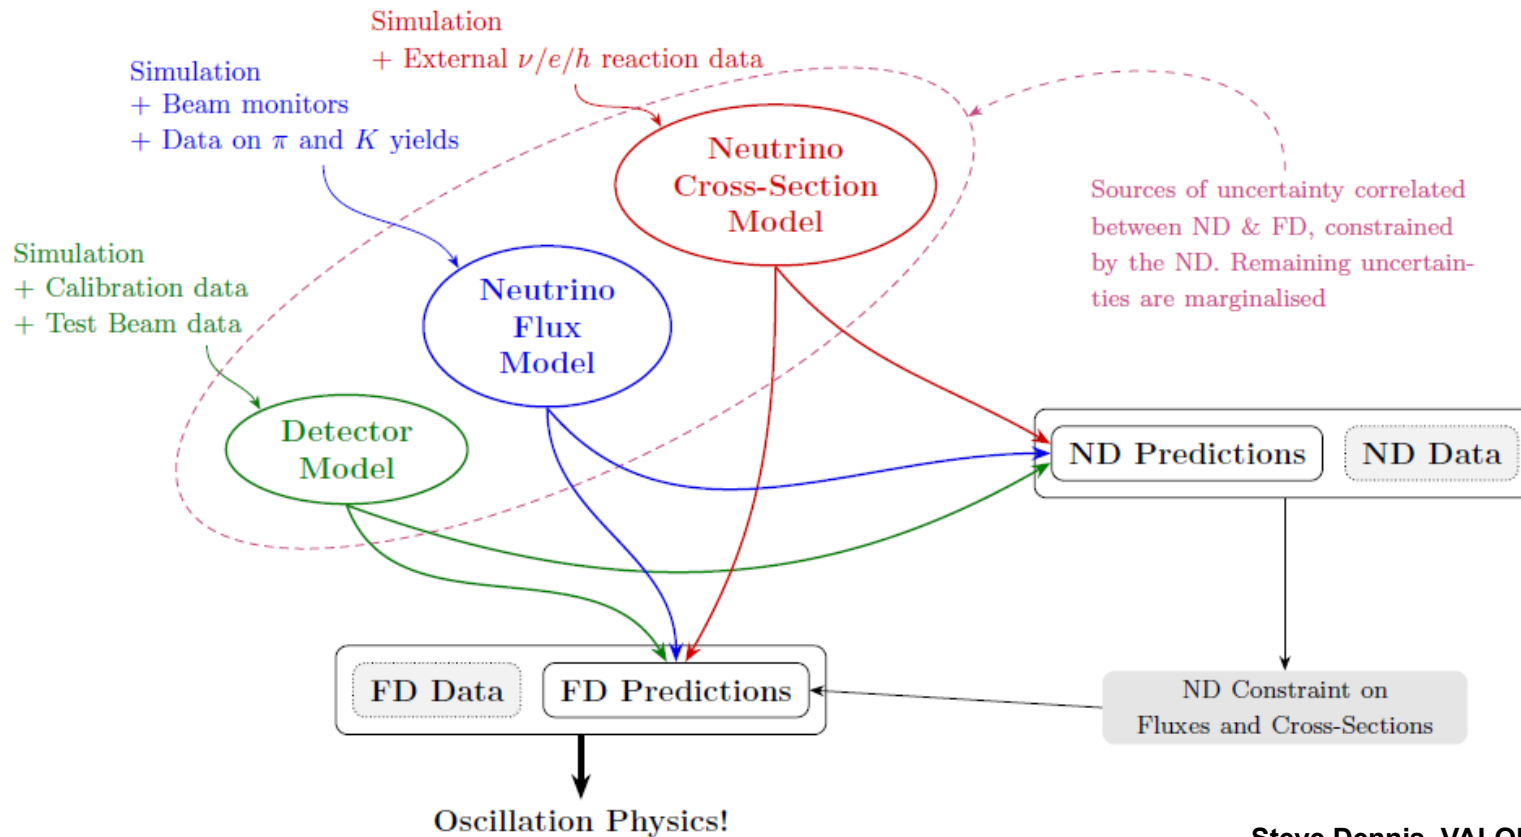 Simulation
+ External ν/e/h reaction data
Simulation
+ Beam monitors
+ Data on π and K yields
Neutrino
Cross-Section
Model
Sources of uncertainty correlated
between ND & FD, constrained
by the ND. Remaining uncertain-
ties are marginalised
Simulation
+ Calibration data
+ Test Beam data
Neutrino
Flux
Model
Detector
Model
ND Predictions
ND Data
FD Data
FD Predictions
ND Constraint on
Fluxes and Cross-Sections
Oscillation Physics!